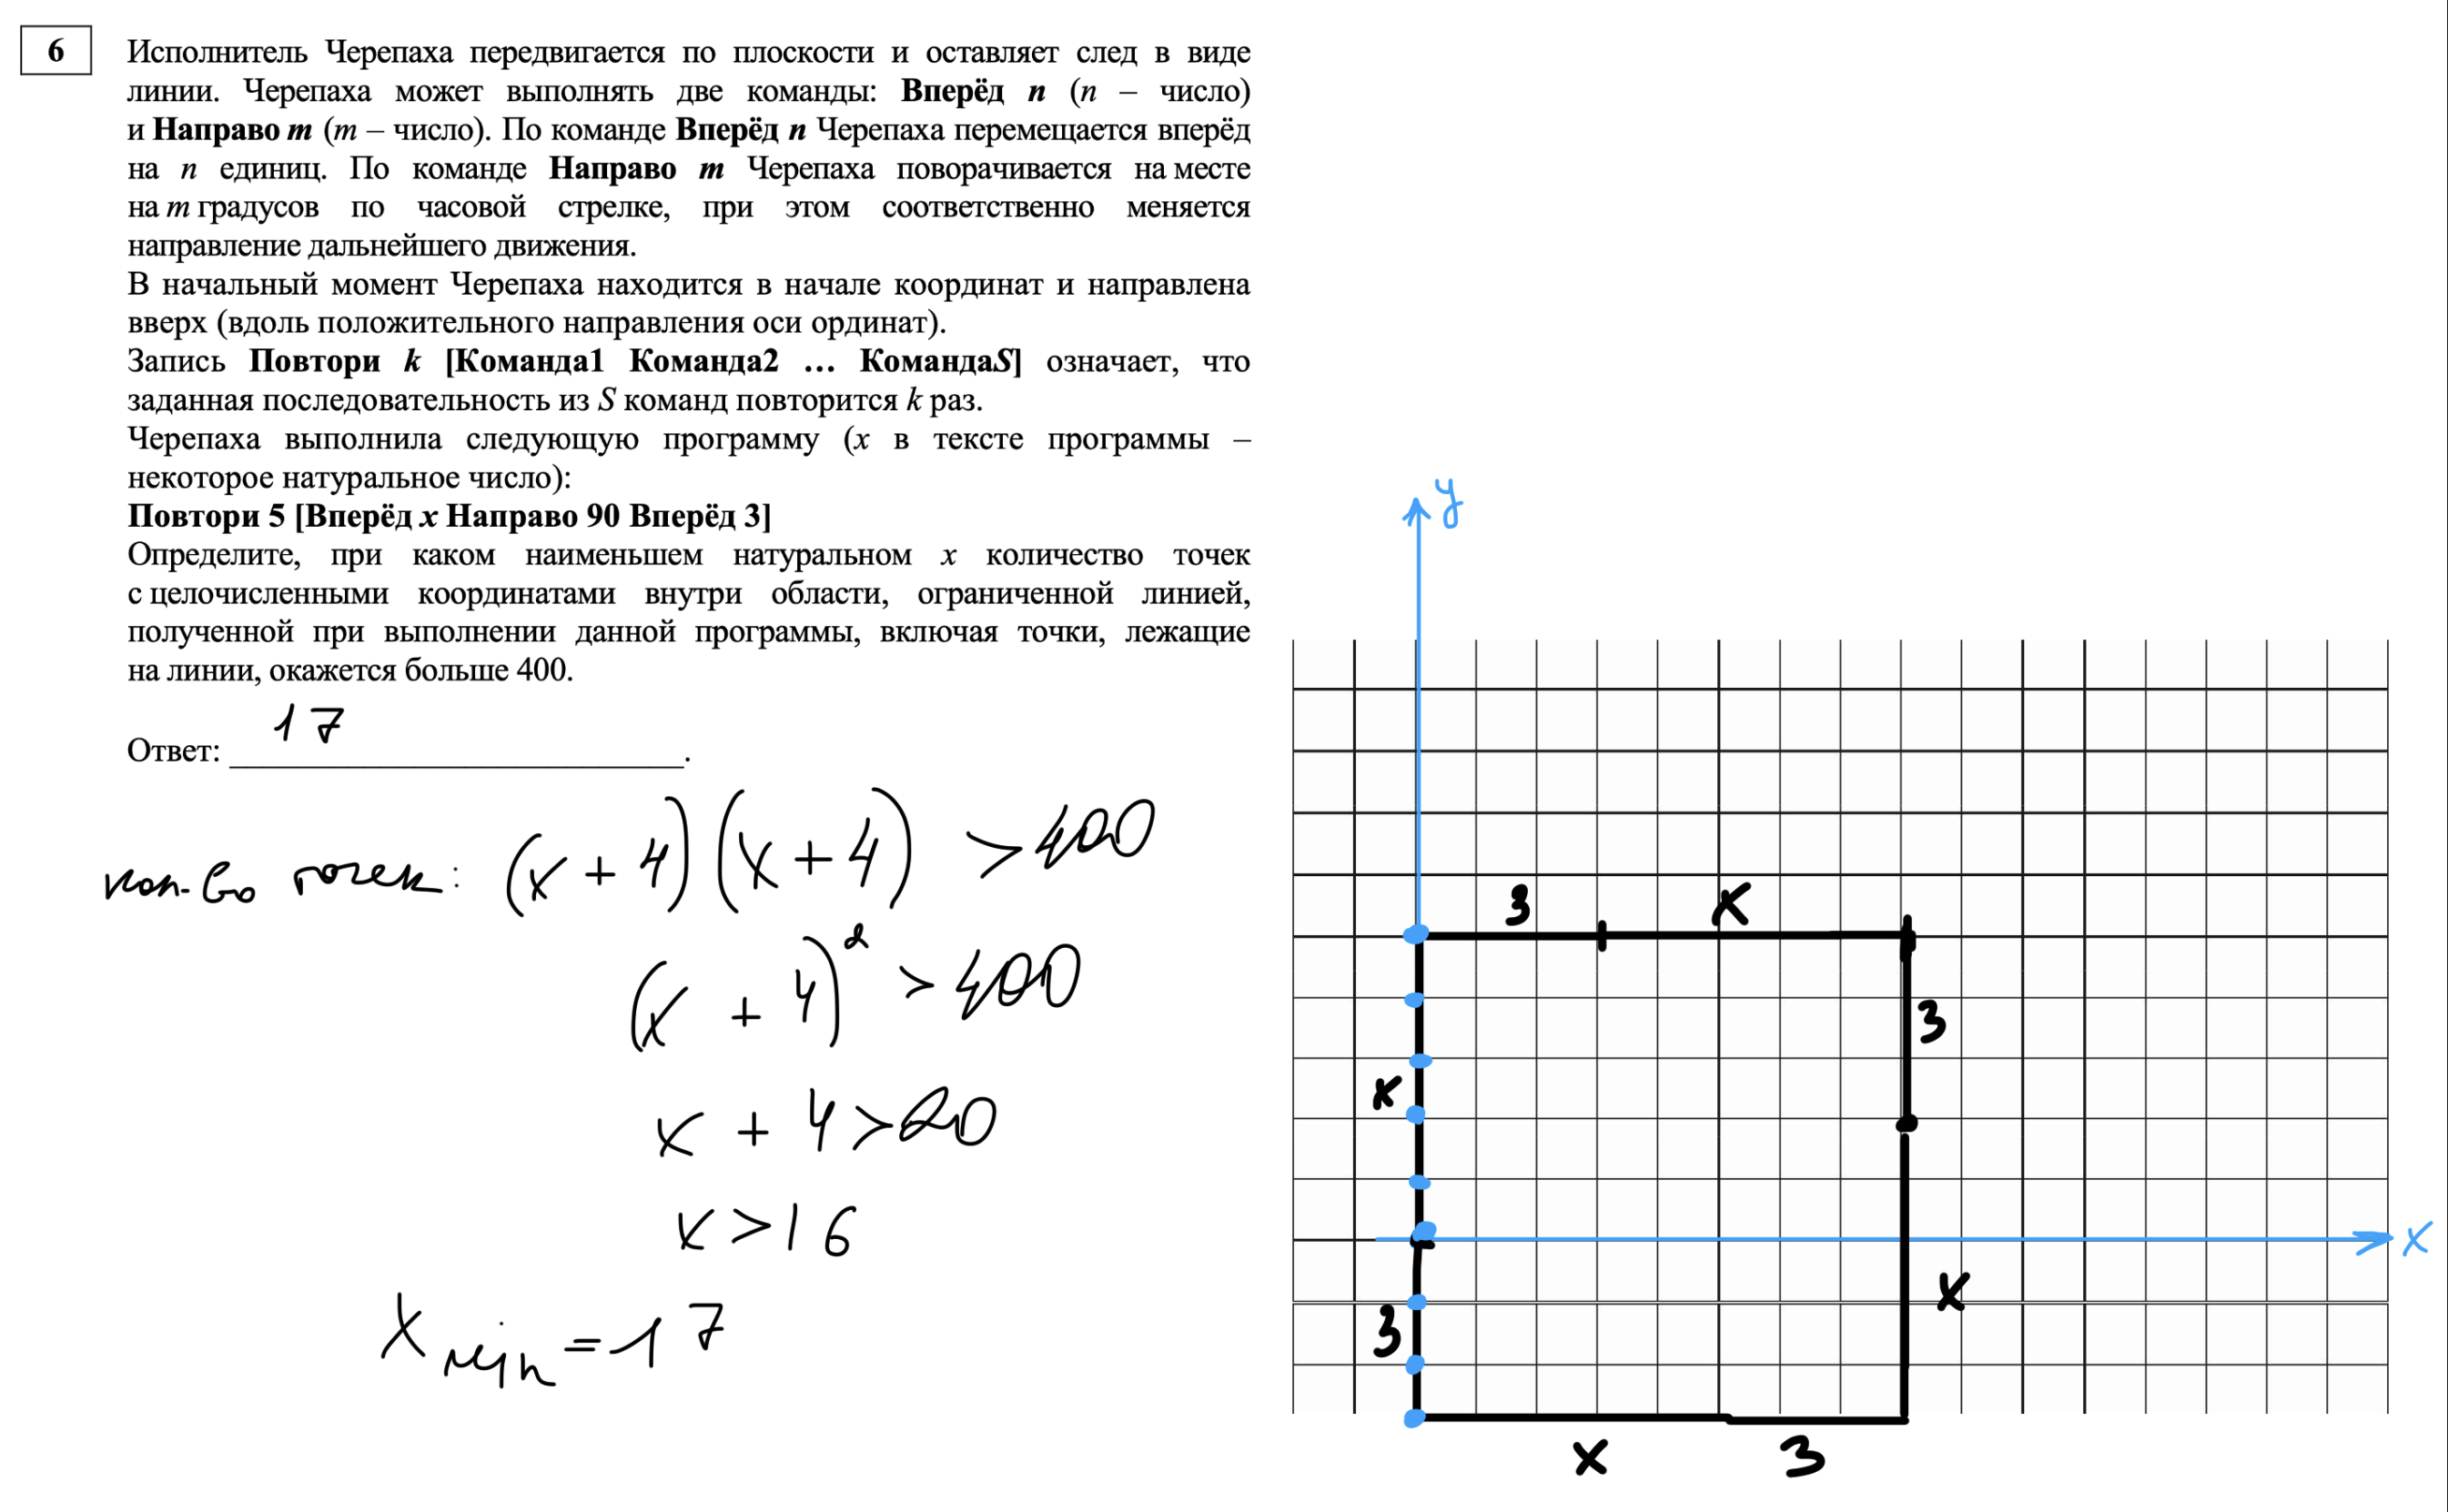 6
Исполнитель Черепаха передвигается по плоскости и оставляет след в виде
линии. Черепаха может выполнять две команды: Вперёд n (n – число)
и Направо m (m – число). По команде Вперёд n Черепаха перемещается вперёд
на n единиц. По команде Направо m Черепаха поворачивается на месте
на m градусов по часовой стрелке, при этом соответственно меняется
направление дальнейшего движения.
В начальный момент Черепаха находится в начале координат и направлена
вверх (вдоль положительного направления оси ординат).
Запись Повтори k [Команда1 Команда2 … КомандаS] означает, что
заданная последовательность из S команд повторится k раз.
Черепаха выполнила следующую программу (x в тексте программы –
некоторое натуральное число):
Повтори 5 [Вперёд x Направо 90 Вперёд 3]
Определите, при каком наименьшем натуральном x количество точек
с целочисленными координатами внутри области, ограниченной линией,
полученной при выполнении данной программы, включая точки, лежащие
на линии, окажется больше 400.
17
Ответ: ____________________________.
кол-во точек: (x + 4)(x + 4) > 400
(x + 4)² > 400
x + 4 > 20
x > 16
x min = 17
y
3 x
3
x
x
3
x
x 3